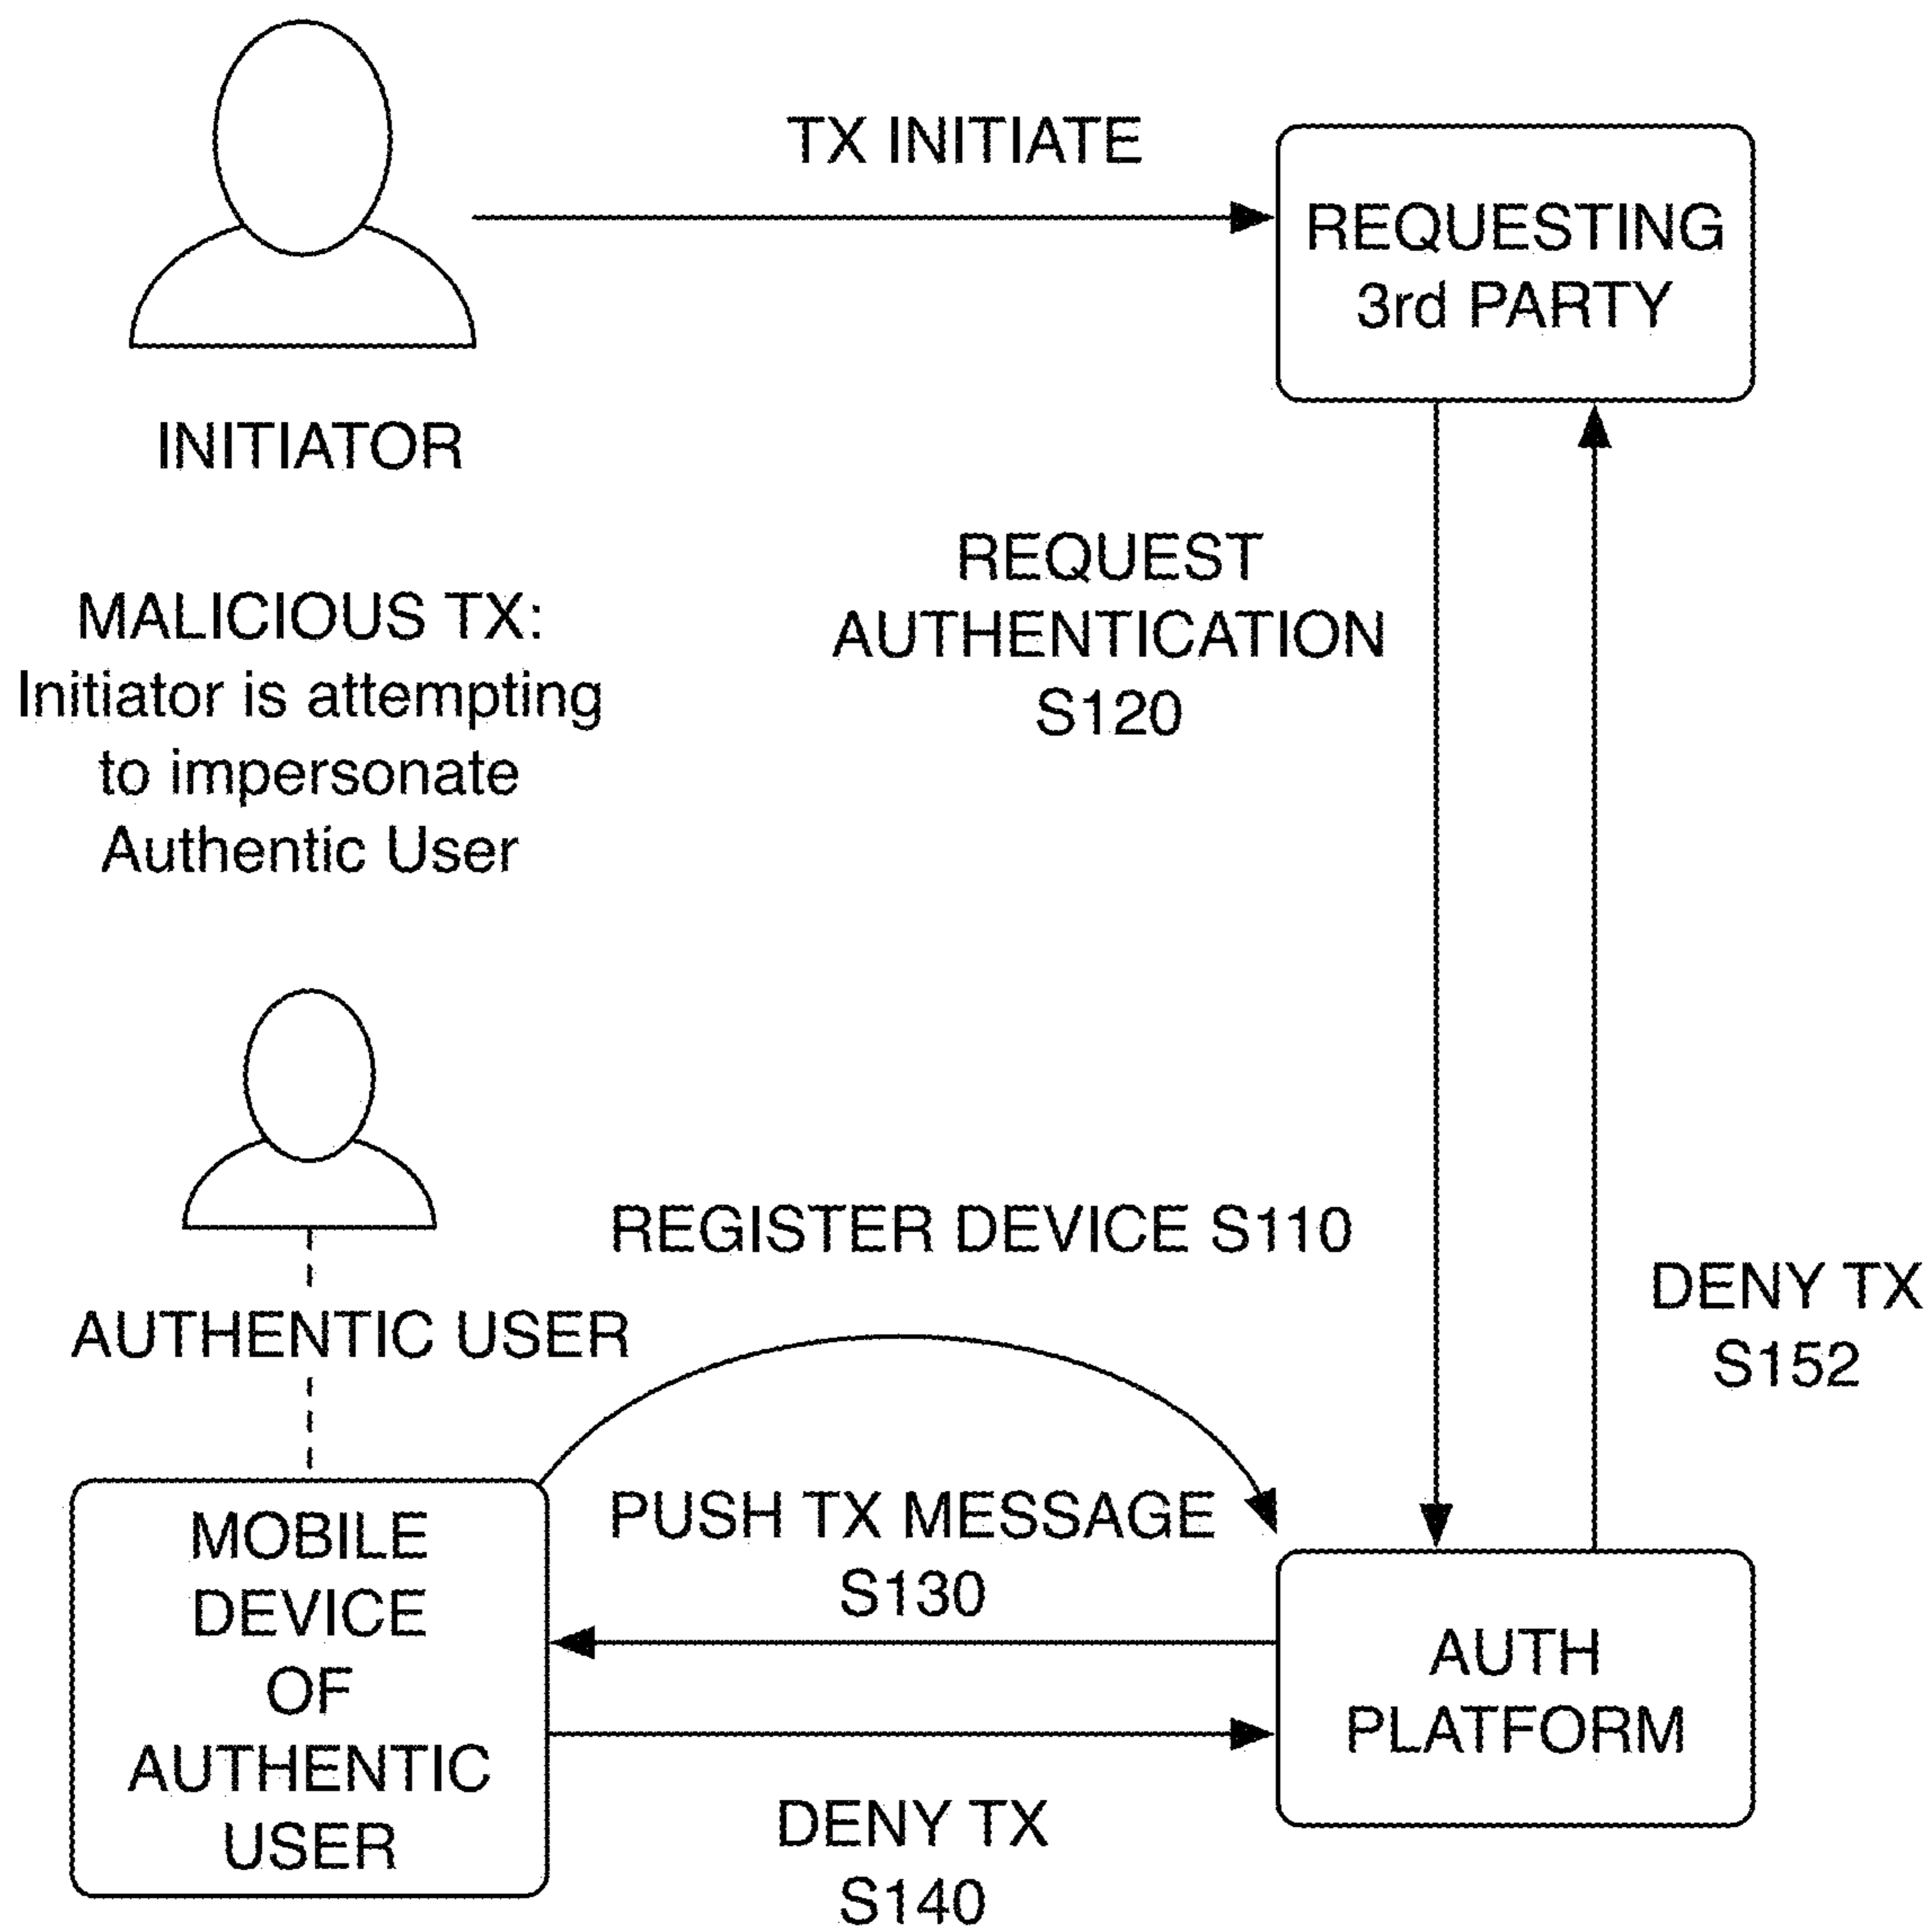 TX INITIATE
REQUESTING
3rd PARTY
INITIATOR
MALICIOUS TX:
Initiator is attempting
to impersonate
Authentic User
REQUEST
AUTHENTICATION
S120
REGISTER DEVICE S110
DENY TX
S152
AUTHENTIC USER
PUSH TX MESSAGE
S130
MOBILE
DEVICE
OF
AUTHENTIC
USER
AUTH
PLATFORM
DENY TX
S140